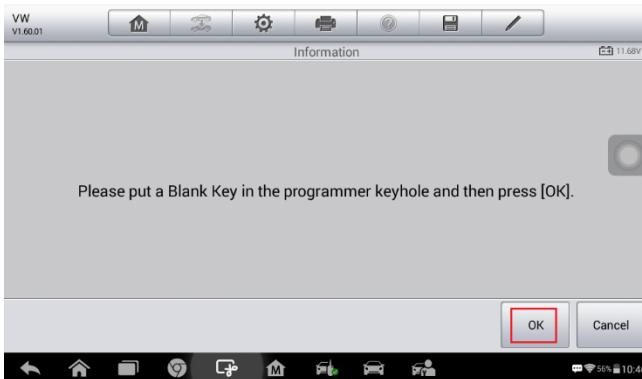 VW
V1.60.01
M
Information
11.68V
Please put a Blank Key in the programmer keyhole and then press [OK].
OK
Cancel
M
56%